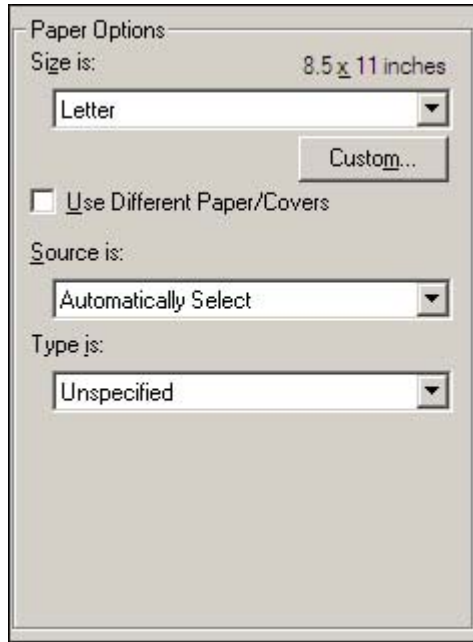 Paper Options
Size is: 8.5 x 11 inches
Letter
Custom...
Use Different Paper/Covers
Source is:
Automatically Select
Type is:
Unspecified